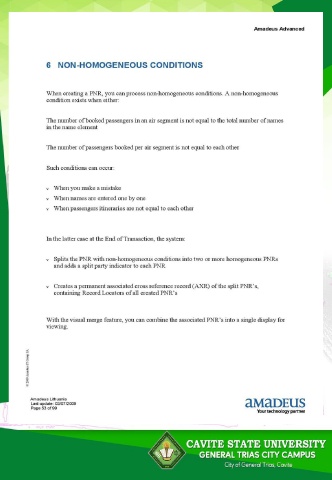 Amadeus Advanced
6 NON-HOMOGENEOUS CONDITIONS
When creating a PNR, you can process non-homogeneous conditions. A non-homogeneous
condition exists when either:
The number of booked passengers in an air segment is not equal to the total number of names
in the name element
The number of passengers booked per air segment is not equal to each other
Such conditions can occur:
When you make a mistake
When names are entered one by one
When passengers itineraries are not equal to each other
In the latter case at the End of Transaction, the system:
Splits the PNR with non-homogeneous conditions into two or more homogeneous PNRs
and adds a split party indicator to each PNR
Creates a permanent associated cross reference record (AXR) of the split PNR's,
containing Record Locators of all created PNR's
With the visual merge feature, you can combine the associated PNR's into a single display for
viewing.
Amadeus Lithuania
Last update: 02/07/2009
Page 53 of 99
amadeus
Your technology partner
CAVITE STATE UNIVERSITY
GENERAL TRIAS CITY CAMPUS
City of General Trias, Cavite